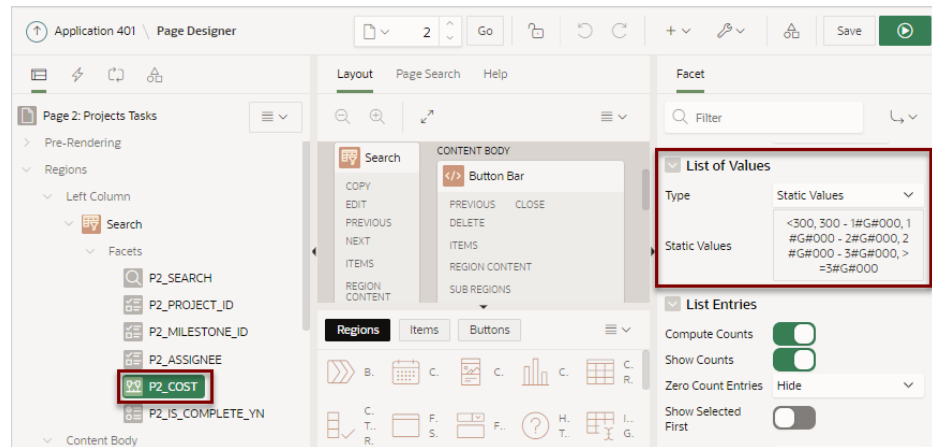 Application 401 \ Page Designer
2
Go
Save
Layout
Page Search
Help
Facet
Page 2: Projects Tasks
Pre-Rendering
Regions
Left Column
Search
Facets
P2_SEARCH
P2_PROJECT_ID
P2_MILESTONE_ID
P2_ASSIGNEE
P2_COST
P2_IS_COMPLETE_YN
Content Body
Search
COPY
EDIT
PREVIOUS
NEXT
ITEMS
REGION
CONTENT
CONTENT BODY
</> Button Bar
PREVIOUS CLOSE
DELETE
ITEMS
REGION CONTENT
SUB REGIONS
Regions
Items
Buttons
B.
C.
C.
C.
C.
R.
C.
T..
R.
F.
S.
F..
H.
T..
I..
G.
Filter
List of Values
Type
Static Values
Static Values
<300, 300 - 1#G#000, 1
#G#000 - 2#G#000, 2
#G#000 - 3#G#000, >
=3#G#000
List Entries
Compute Counts
Show Counts
Zero Count Entries
Hide
Show Selected
First